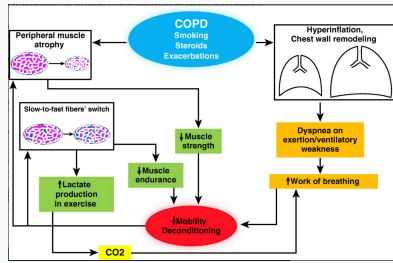 COPD
Smoking
Steroids
Exacerbations
Peripheral muscle
atrophy
Hyperinflation,
Chest wall remodeling
Slow-to-fast fibers' switch
↓Muscle
strength
Dyspnea on
exertion/ventilatory
weakness
↑Lactate
production
in exercise
↓Muscle
endurance
↑Work of breathing
↓Mobility
Deconditioning
CO2